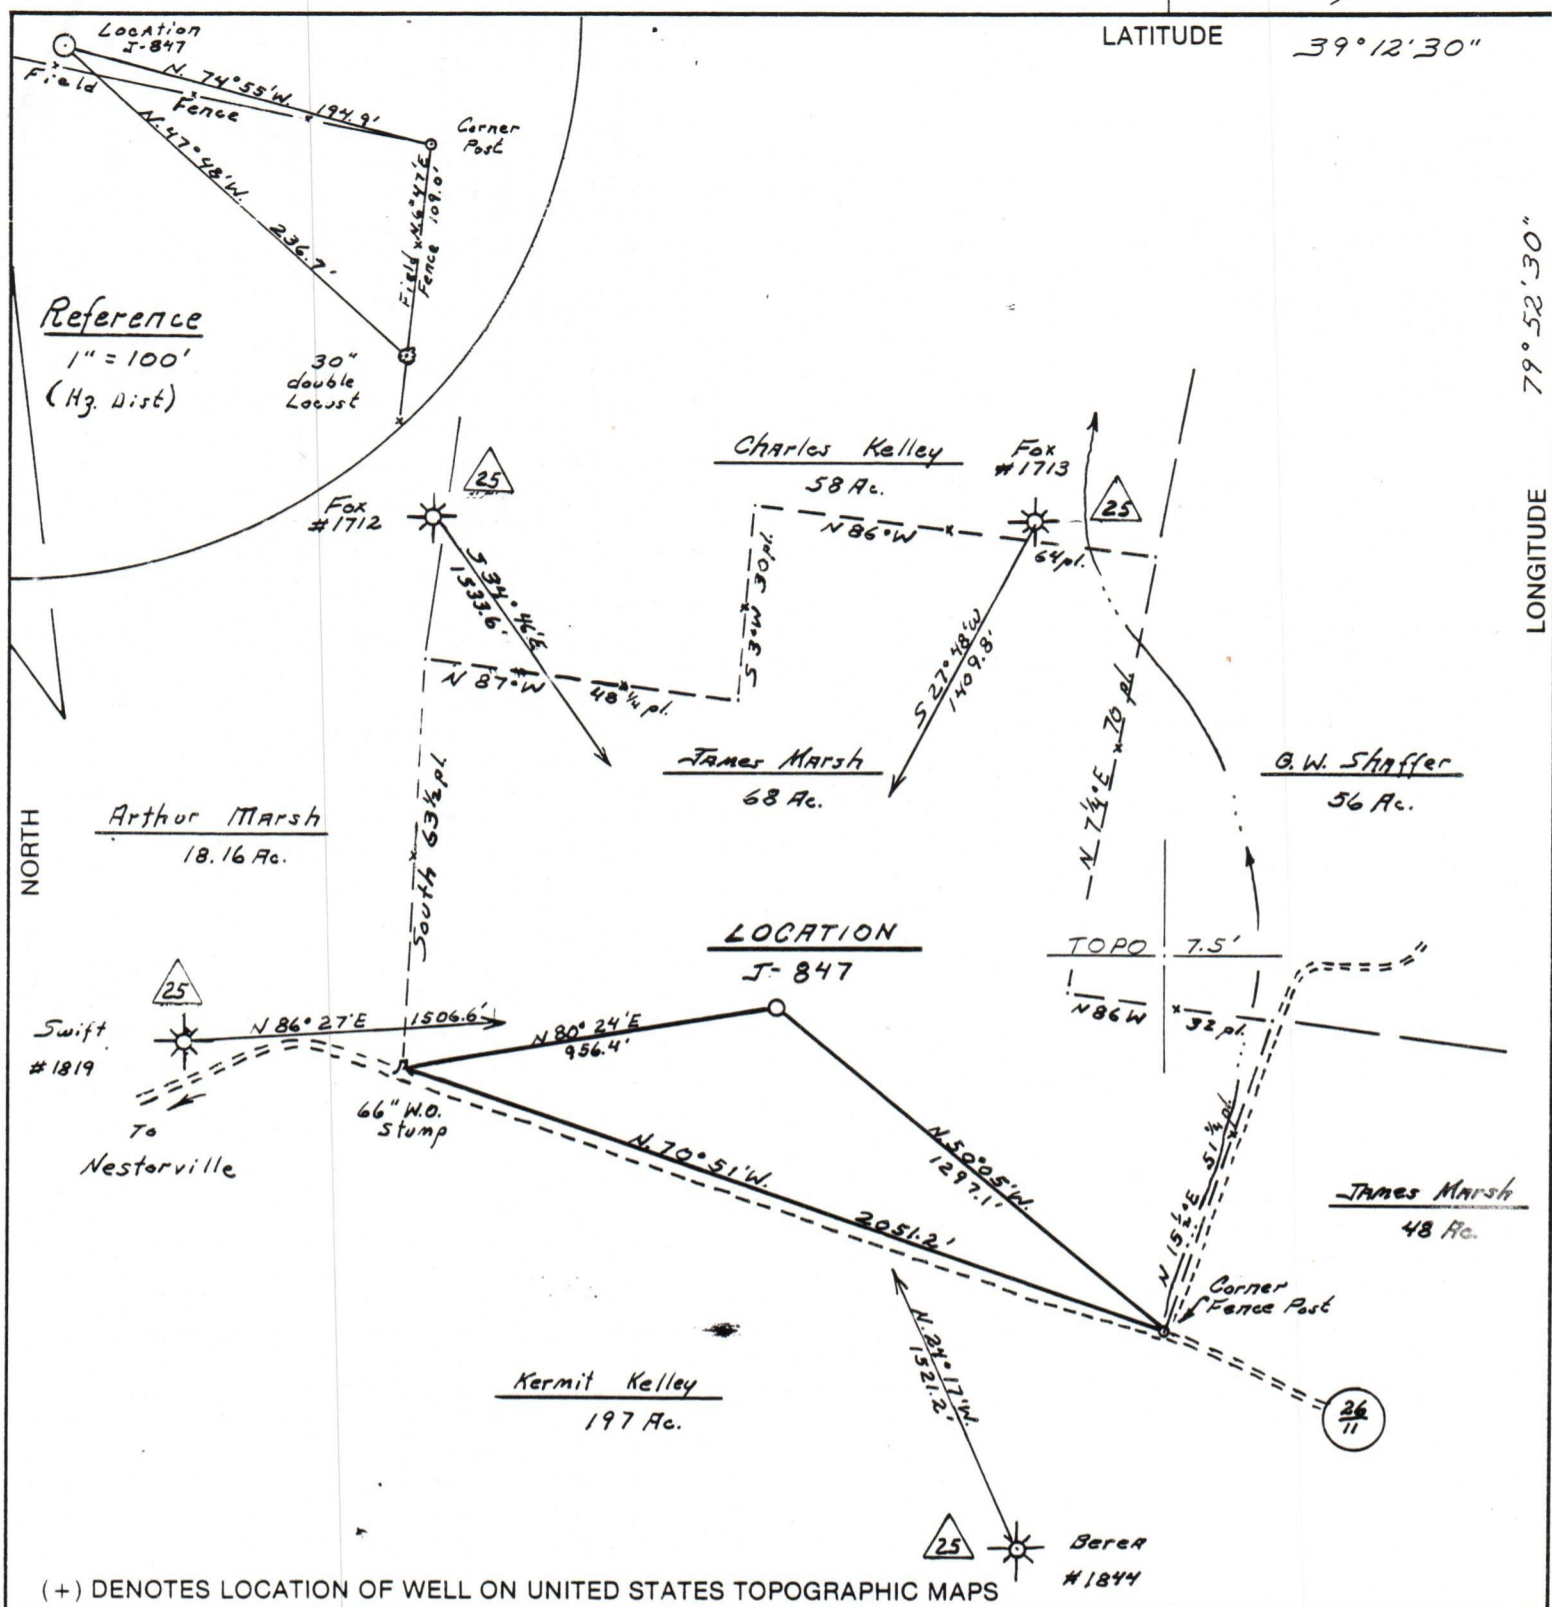 LATITUDE 39°12'30"
Location
J-847
N. 74°55'W. 194.9'
Field Fence
Corner
Post
N. 47°48'W. 236.7'
N.6°47'E
109.0'
Field Fence
Reference
1" = 100'
(Hz. Dist)
30"
double
Locust
79°52'30"
LONGITUDE
25
Fox
#1712
Charles Kelley
58 Ac.
Fox
#1713
25
N 86°W 64 pl.
S 34°46'E
1533.6'
S 3°W 30 pl.
N 87°W 48 1/4 pl.
S 27°48'W
1409.8'
N 7 1/4°E 70 pl.
James Marsh
68 Ac.
G.W. Shaffer
56 Ac.
NORTH
Arthur Marsh
18.16 Ac.
South 63 1/2 pl.
LOCATION
J-847
TOPO 7.5'
25
Swift
#1819
N 86°27'E 1506.6'
N 80°24'E
956.4'
N 86 W 32 pl.
66" W.O.
Stump
To
Nestorville
N. 70°51'W. 2051.2'
N. 50°05'W.
1297.1'
N 15 1/2°E 51 1/4 pl.
James Marsh
48 Ac.
Corner
Fence Post
Kermit Kelley
197 Ac.
N. 24°17'W.
1521.2'
26
11
25
Berea
#1844
(+) DENOTES LOCATION OF WELL ON UNITED STATES TOPOGRAPHIC MAPS